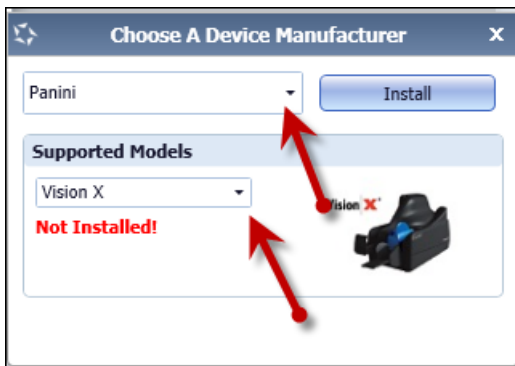 Choose A Device Manufacturer
x
Panini
Install
Supported Models
Vision X
Vision X
Not Installed!